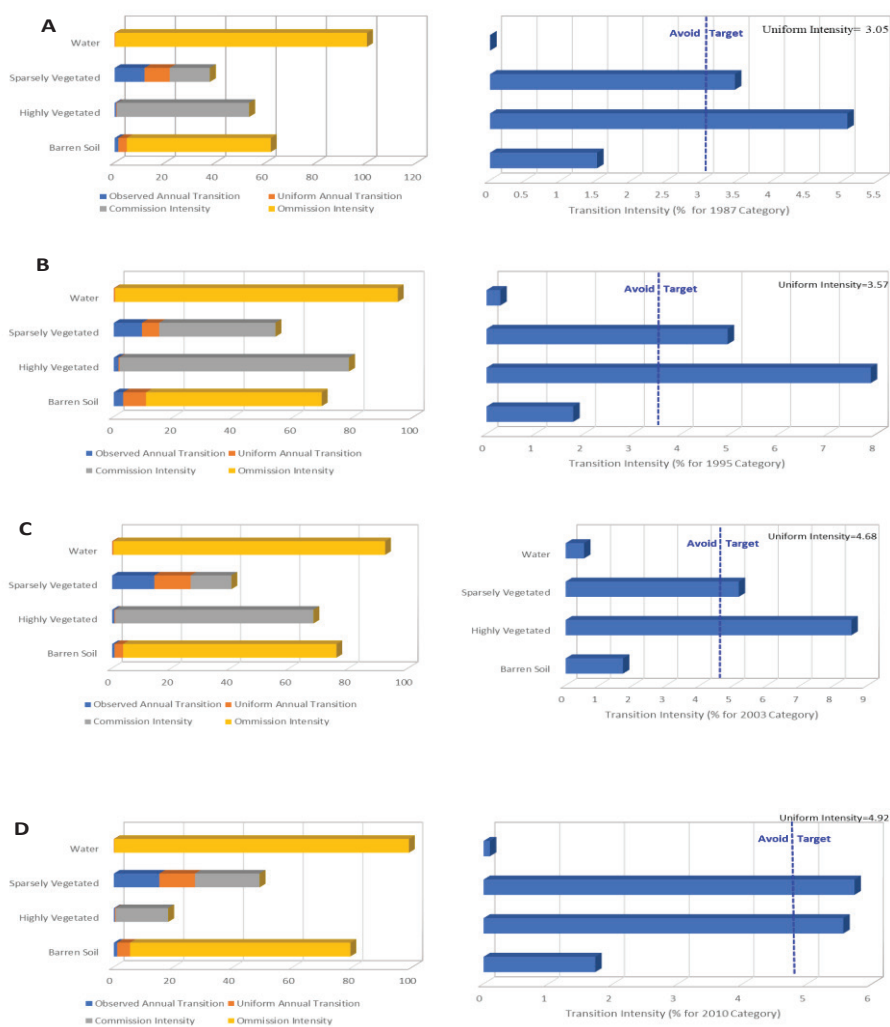 A
Water
Sparsely Vegetated
Highly Vegetated
Barren Soil
0 20 40 60 80 100 120
Observed Annual Transition Uniform Annual Transition
Commission Intensity Ommission Intensity
Avoid Target
Uniform Intensity= 3.05
0 0.5 1 1.5 2 2.5 3 3.5 4 4.5 5 5.5
Transition Intensity (% for 1987 Category)
B
Water
Sparsely Vegetated
Highly Vegetated
Barren Soil
0 20 40 60 80 100
Observed Annual Transition Uniform Annual Transition
Commission Intensity Ommission Intensity
Avoid Target
Uniform Intensity=3.57
0 1 2 3 4 5 6 7 8
Transition Intensity (% for 1995 Category)
C
Water
Sparsely Vegetated
Highly Vegetated
Barren Soil
0 20 40 60 80 100
Observed Annual Transition Uniform Annual Transition
Commission Intensity Ommission Intensity
Avoid Target
Uniform Intensity=4.68
Water
Sparsely Vegetated
Highly Vegetated
Barren Soil
0 1 2 3 4 5 6 7 8 9
Transition Intensity (% for 2003 Category)
D
Water
Sparsely Vegetated
Highly Vegetated
Barren Soil
0 20 40 60 80 100
Observed Annual Transition Uniform Annual Transition
Commission Intensity Ommission Intensity
Uniform Intensity=4.92
Avoid Target
0 1 2 3 4 5 6
Transition Intensity (% for 2010 Category)